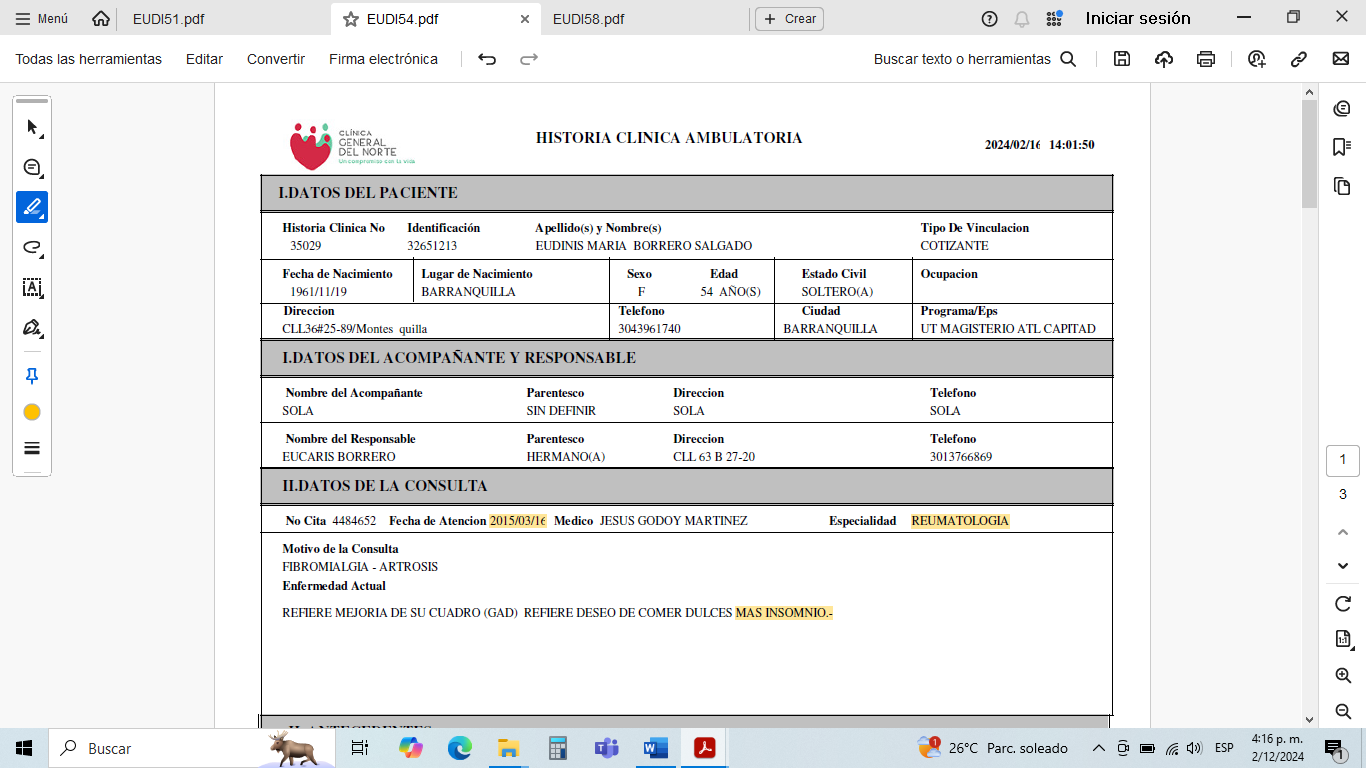 Menú EUDI51.pdf EUDI54.pdf EUDI58.pdf Crear Iniciar sesión
Todas las herramientas Editar Convertir Firma electrónica Buscar texto o herramientas
CLÍNICA
GENERAL
DEL NORTE
Un compromiso con la vida
HISTORIA CLINICA AMBULATORIA
2024/02/16 14:01:50
I.DATOS DEL PACIENTE
Historia Clinica No Identificación Apellido(s) y Nombre(s) Tipo De Vinculacion
35029 32651213 EUDINIS MARIA BORRERO SALGADO COTIZANTE
Fecha de Nacimiento Lugar de Nacimiento Sexo Edad Estado Civil Ocupacion
1961/11/19 BARRANQUILLA F 54 AÑO(S) SOLTERO(A)
Direccion Telefono Ciudad Programa/Eps
CLL36#25-89/Montes quilla 3043961740 BARRANQUILLA UT MAGISTERIO ATL CAPITAD
I.DATOS DEL ACOMPAÑANTE Y RESPONSABLE
Nombre del Acompañante Parentesco Direccion Telefono
SOLA SIN DEFINIR SOLA SOLA
Nombre del Responsable Parentesco Direccion Telefono
EUCARIS BORRERO HERMANO(A) CLL 63 B 27-20 3013766869
II.DATOS DE LA CONSULTA
No Cita 4484652 Fecha de Atencion 2015/03/16 Medico JESUS GODOY MARTINEZ Especialidad REUMATOLOGIA
Motivo de la Consulta
FIBROMIALGIA - ARTROSIS
Enfermedad Actual
REFIERE MEJORIA DE SU CUADRO (GAD) REFIERE DESEO DE COMER DULCES MAS INSOMNIO.-
1
3
Buscar 26°C Parc. soleado ESP 4:16 p. m.
2/12/2024